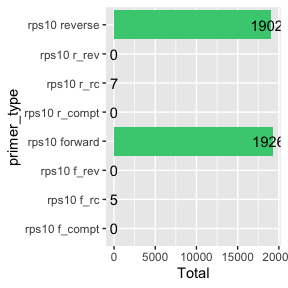 rps10 reverse 1902
rps10 r_rev 0
rps10 r_rc 7
rps10 r_compt 0
rps10 forward 1926
rps10 f_rev 0
rps10 f_rc 5
rps10 f_compt 0
primer_type
0 5000 10000 15000 2000
Total